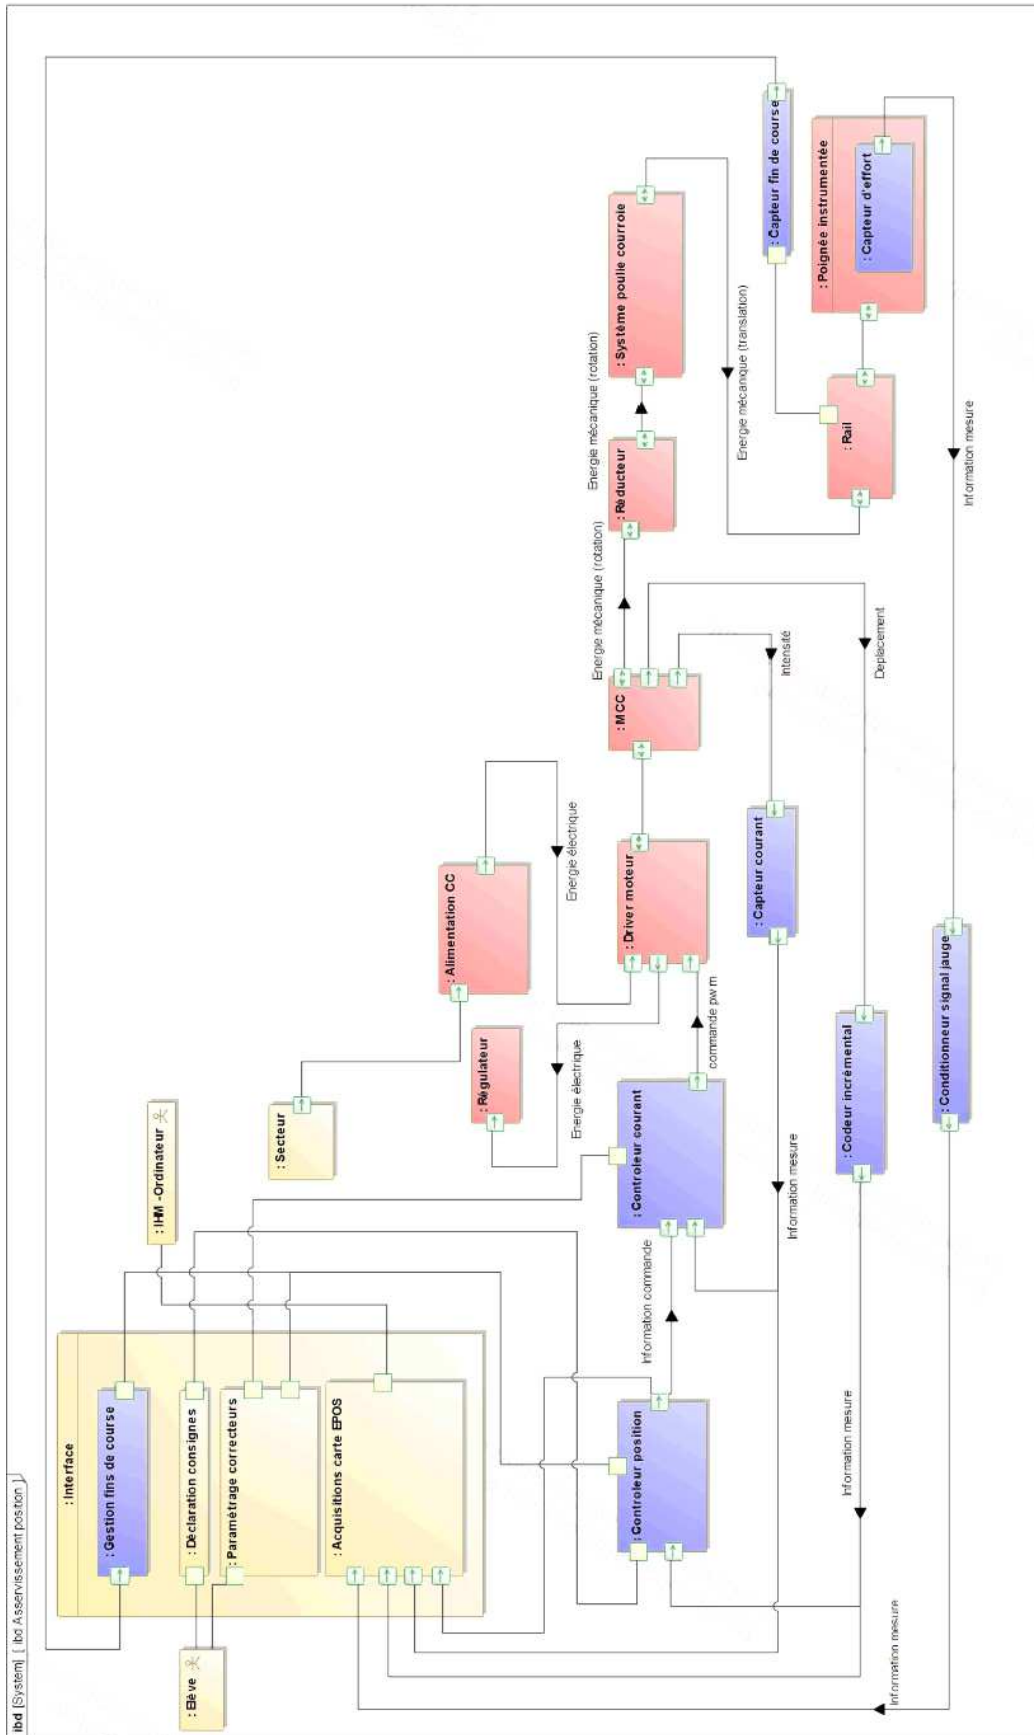 ibd [System] [ ibd Asservissement position ]
: Elève
: Interface
: Gestion fins de course
: Déclaration consignes
: Paramétrage correcteurs
: Acquisitions carte EPOS
: IHM -Ordinateur
: Secteur
: Alimentation CC
Energie électrique
: Régulateur
Energie électrique
: Controleur position
Information commande
: Controleur courant
commande pwm
: Driver moteur
: MCC
Energie mécanique (rotation)
: Réducteur
Energie mécanique (rotation)
: Système poulie courroie
Energie mécanique (translation)
: Capteur courant
Intensité
Information mesure
: Codeur incrémental
Deplacement
Information mesure
: Conditionneur signal jauge
Information mesure
Information mesure
: Rail
: Capteur fin de course
: Poignée instrumentée
: Capteur d'effort